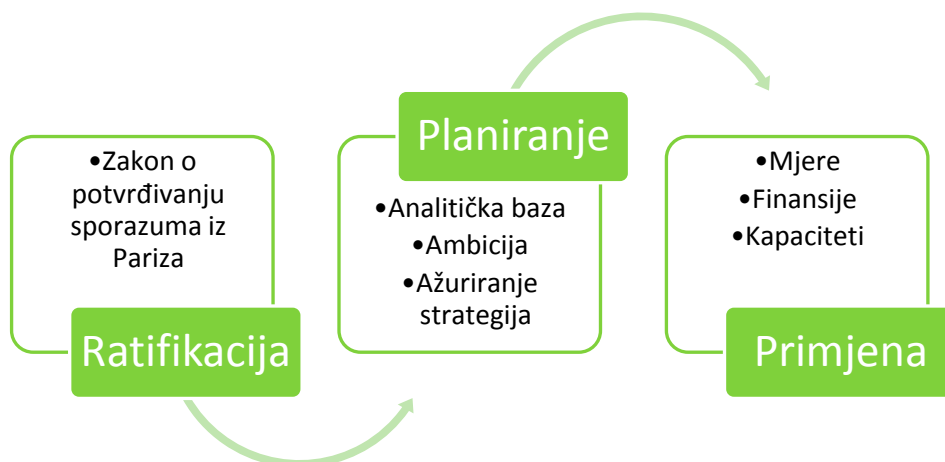 •Zakon o
potvrđivanju
sporazuma iz
Pariza
Ratifikacija
Planiranje
•Analitička baza
•Ambicija
•Ažuriranje
strategija
•Mjere
•Finansije
•Kapaciteti
Primjena